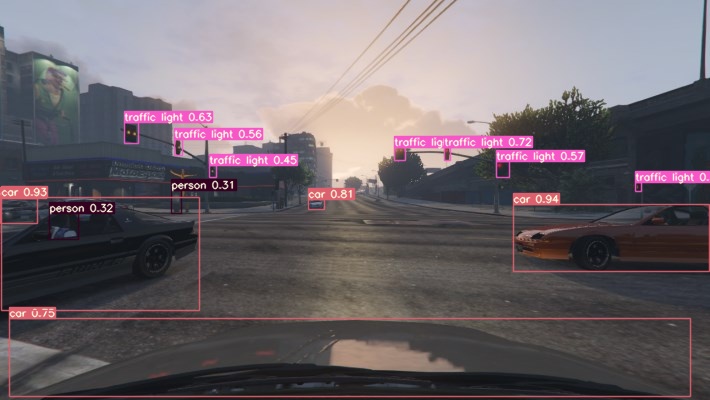 traffic light 0.63
traffic light 0.56
traffic light 0.72
traffic lig
traffic light 0.45
traffic light 0.57
traffic light 0.
person 0.31
car 0.93
car 0.81
car 0.94
person 0.32
car 0.75